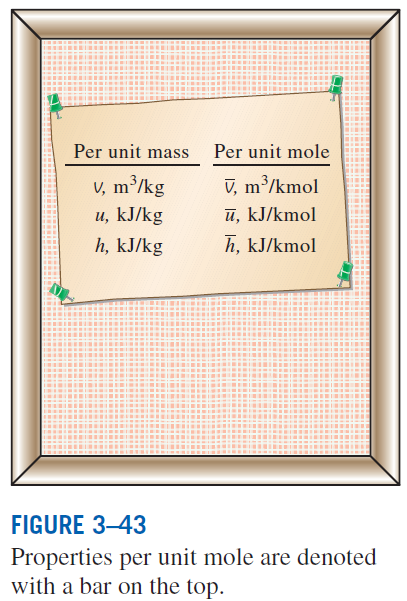 Per unit mass Per unit mole
v, m³/kg v̅, m³/kmol
u, kJ/kg u̅, kJ/kmol
h, kJ/kg h̅, kJ/kmol
FIGURE 3–43
Properties per unit mole are denoted
with a bar on the top.